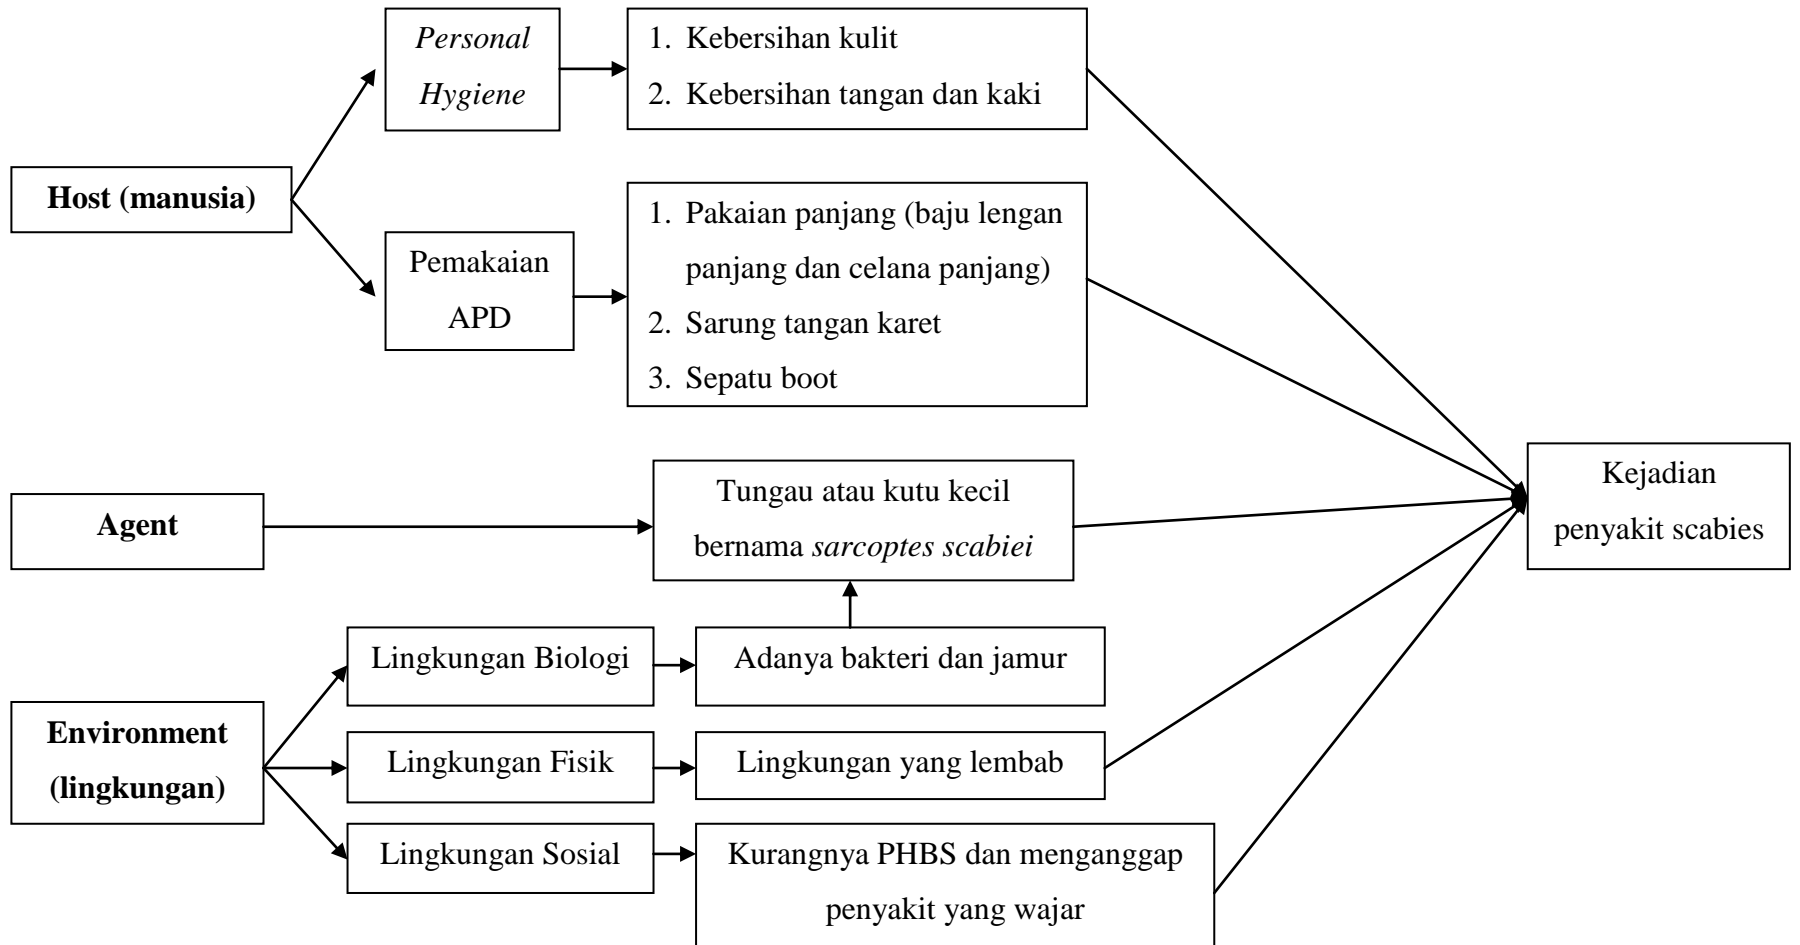 Personal
Hygiene
1. Kebersihan kulit
2. Kebersihan tangan dan kaki
Host (manusia)
Pemakaian
APD
1. Pakaian panjang (baju lengan
panjang dan celana panjang)
2. Sarung tangan karet
3. Sepatu boot
Agent
Tungau atau kutu kecil
bernama sarcoptes scabiei
Kejadian
penyakit scabies
Environment
(lingkungan)
Lingkungan Biologi
Adanya bakteri dan jamur
Lingkungan Fisik
Lingkungan yang lembab
Lingkungan Sosial
Kurangnya PHBS dan menganggap
penyakit yang wajar